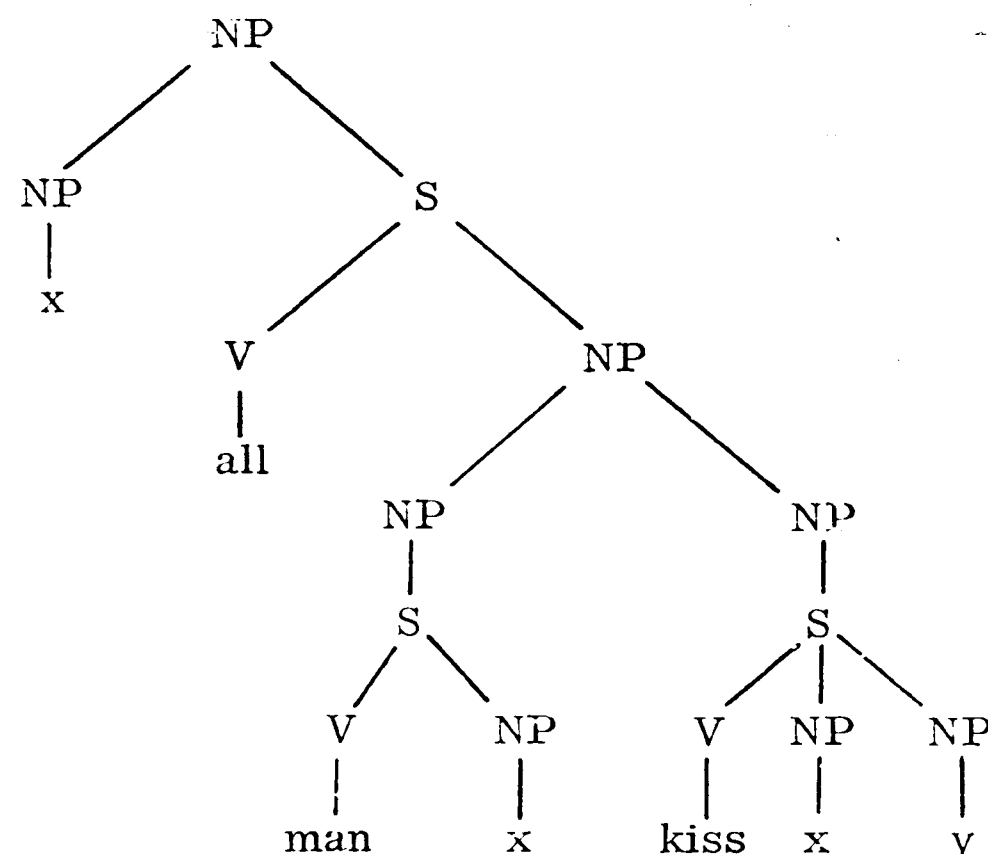 NP
NP S
x
V NP
all
NP NP
S S
V NP V NP NP
man x kiss x y